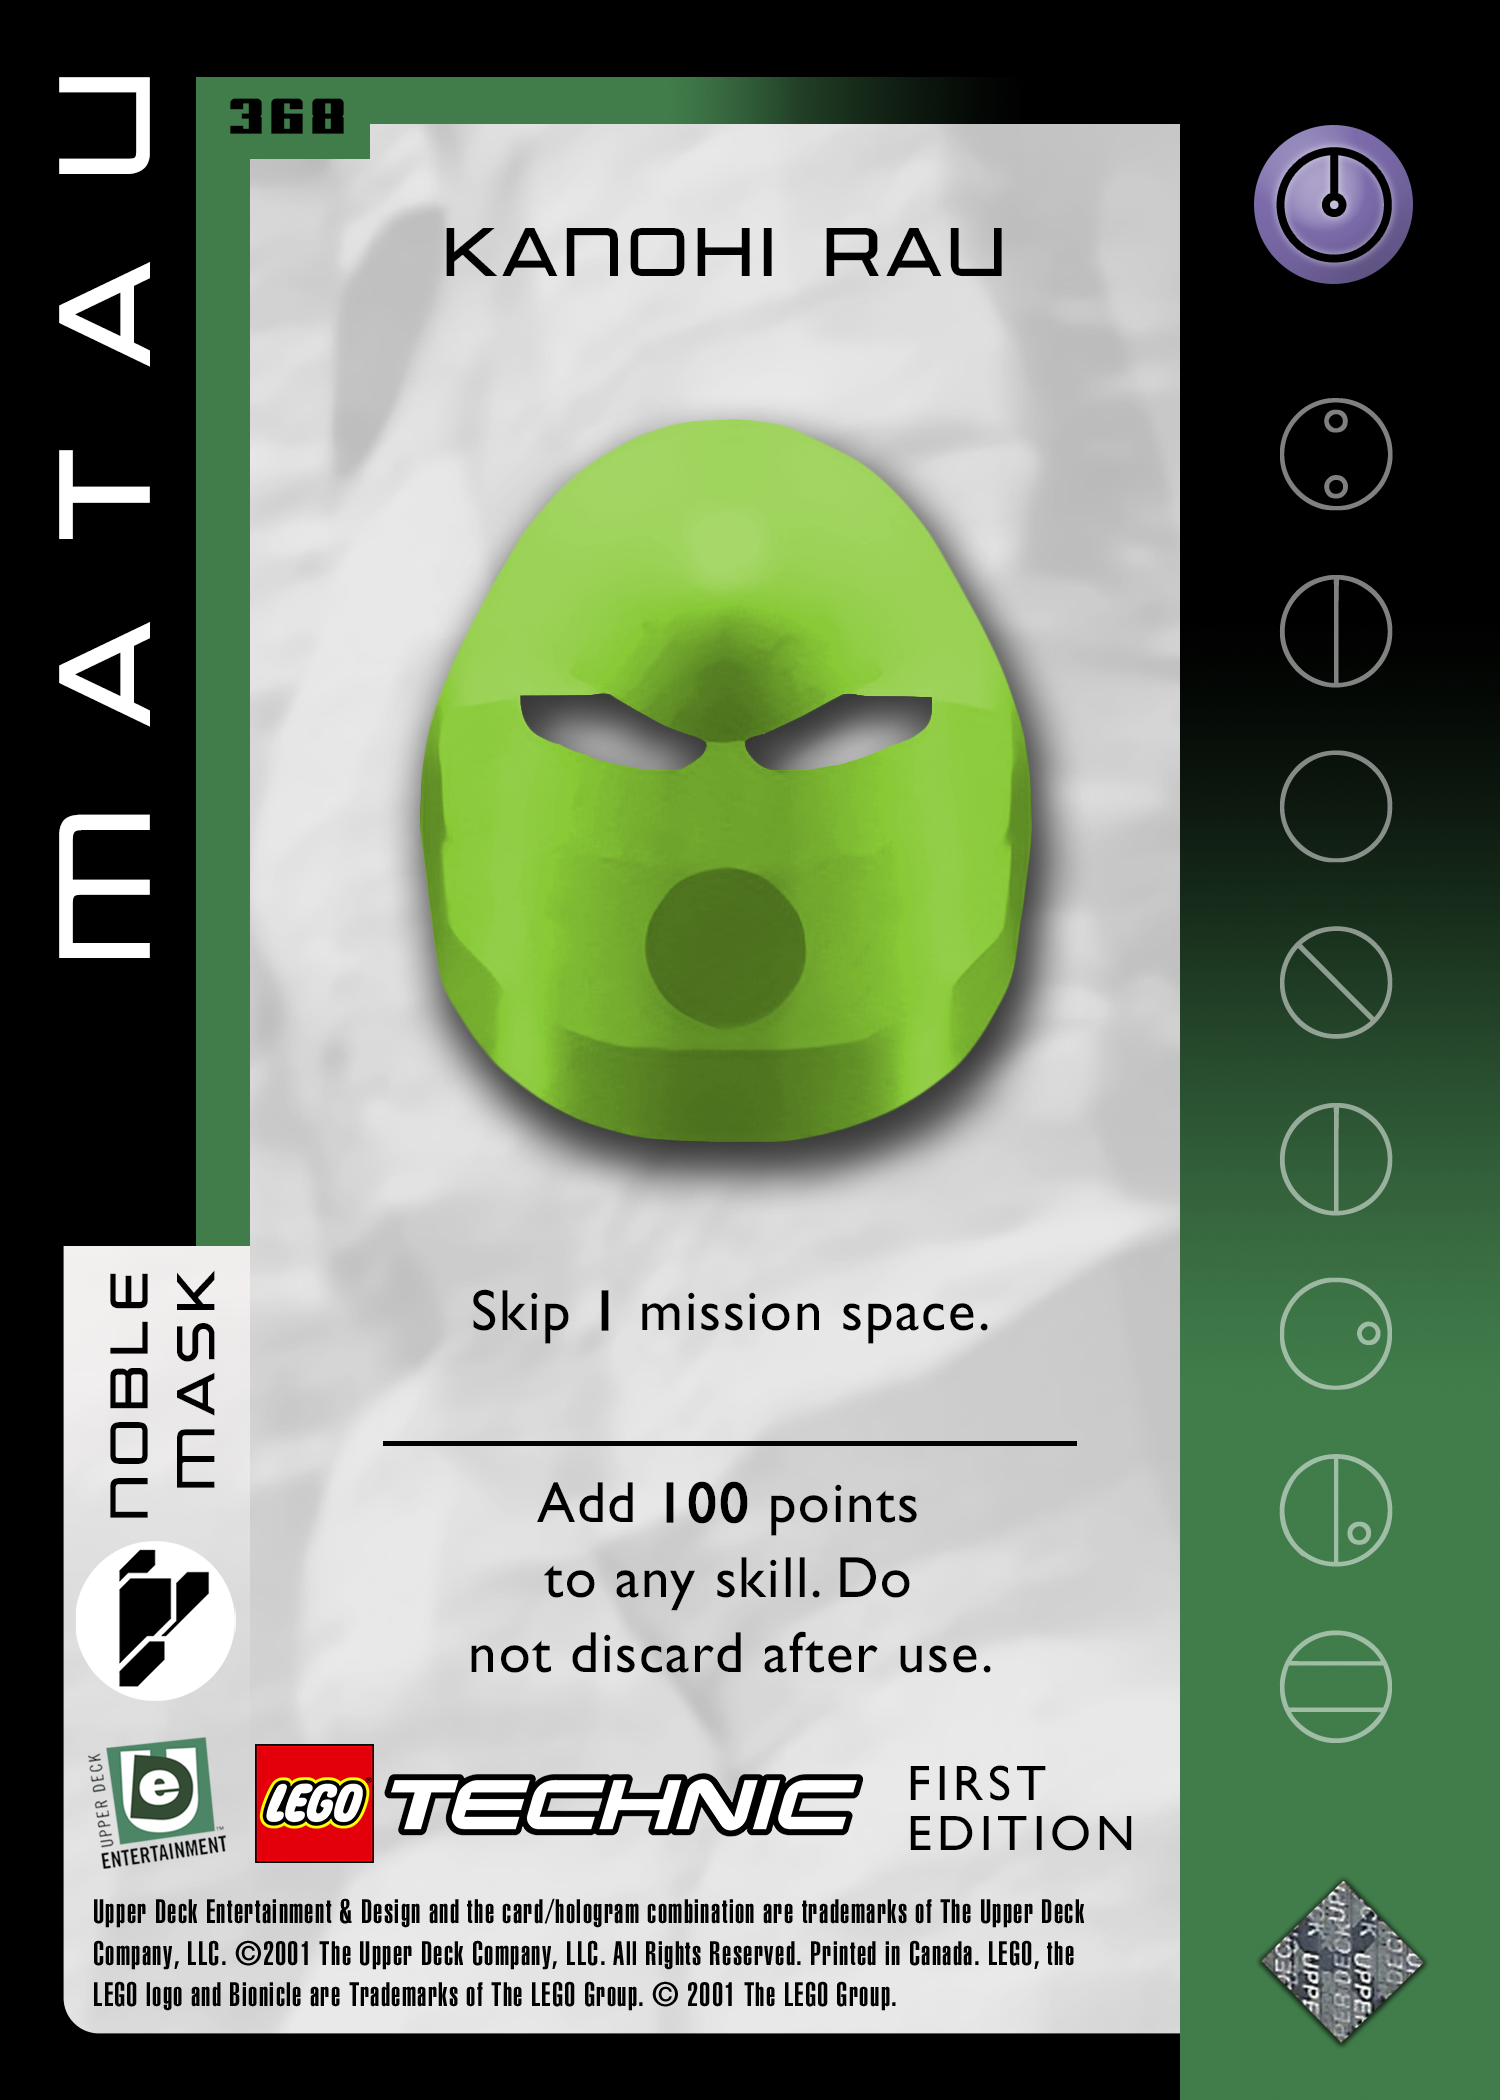 MATAU
368
KANOHI RAU
Skip 1 mission space.
Add 100 points
to any skill. Do
not discard after use.
NOBLE
MASK
UPPER DECK
e
ENTERTAINMENT
™
LEGO
TECHNIC
FIRST
EDITION
Upper Deck Entertainment & Design and the card/hologram combination are trademarks of The Upper Deck
Company, LLC. ©2001 The Upper Deck Company, LLC. All Rights Reserved. Printed in Canada. LEGO, the
LEGO logo and Bionicle are Trademarks of The LEGO Group. © 2001 The LEGO Group.